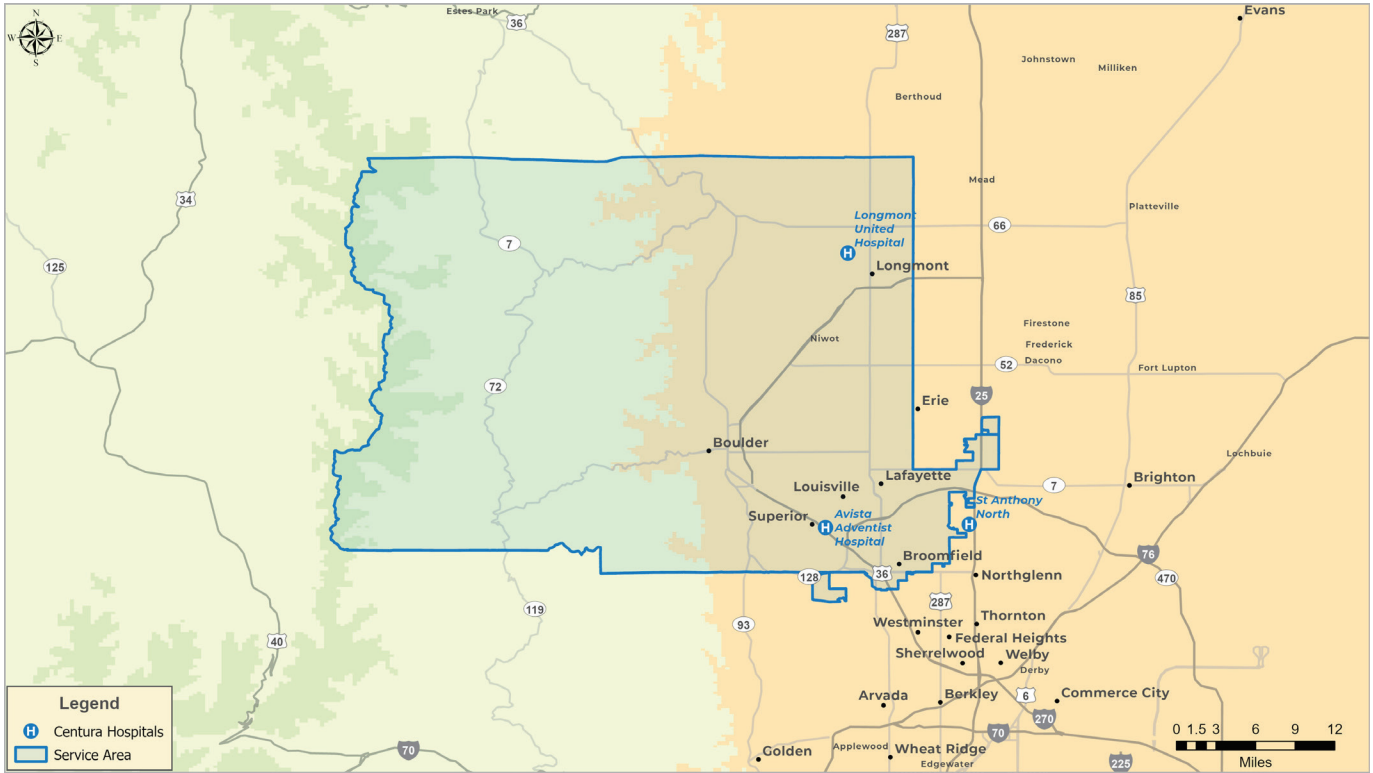 N
W
E
S
Estes Park
36
287
Evans
Johnstown
Milliken
Berthoud
34
Mead
Platteville
Longmont
United
Hospital
H
66
7
125
Longmont
85
Niwot
Firestone
Frederick
Dacono
52
Fort Lupton
72
25
Erie
Boulder
Lochbuie
Louisville
Lafayette
7
Brighton
Superior
H
Avista
Adventist
Hospital
St Anthony
North
H
Broomfield
76
128
36
Northglenn
470
119
287
93
Thornton
Westminster
Federal Heights
40
Sherrelwood
Welby
Derby
Arvada
Berkley
6
Commerce City
270
70
Golden
Applewood
Wheat Ridge
Edgewater
70
225
Legend
H Centura Hospitals
Service Area
0 1.5 3 6 9 12
Miles